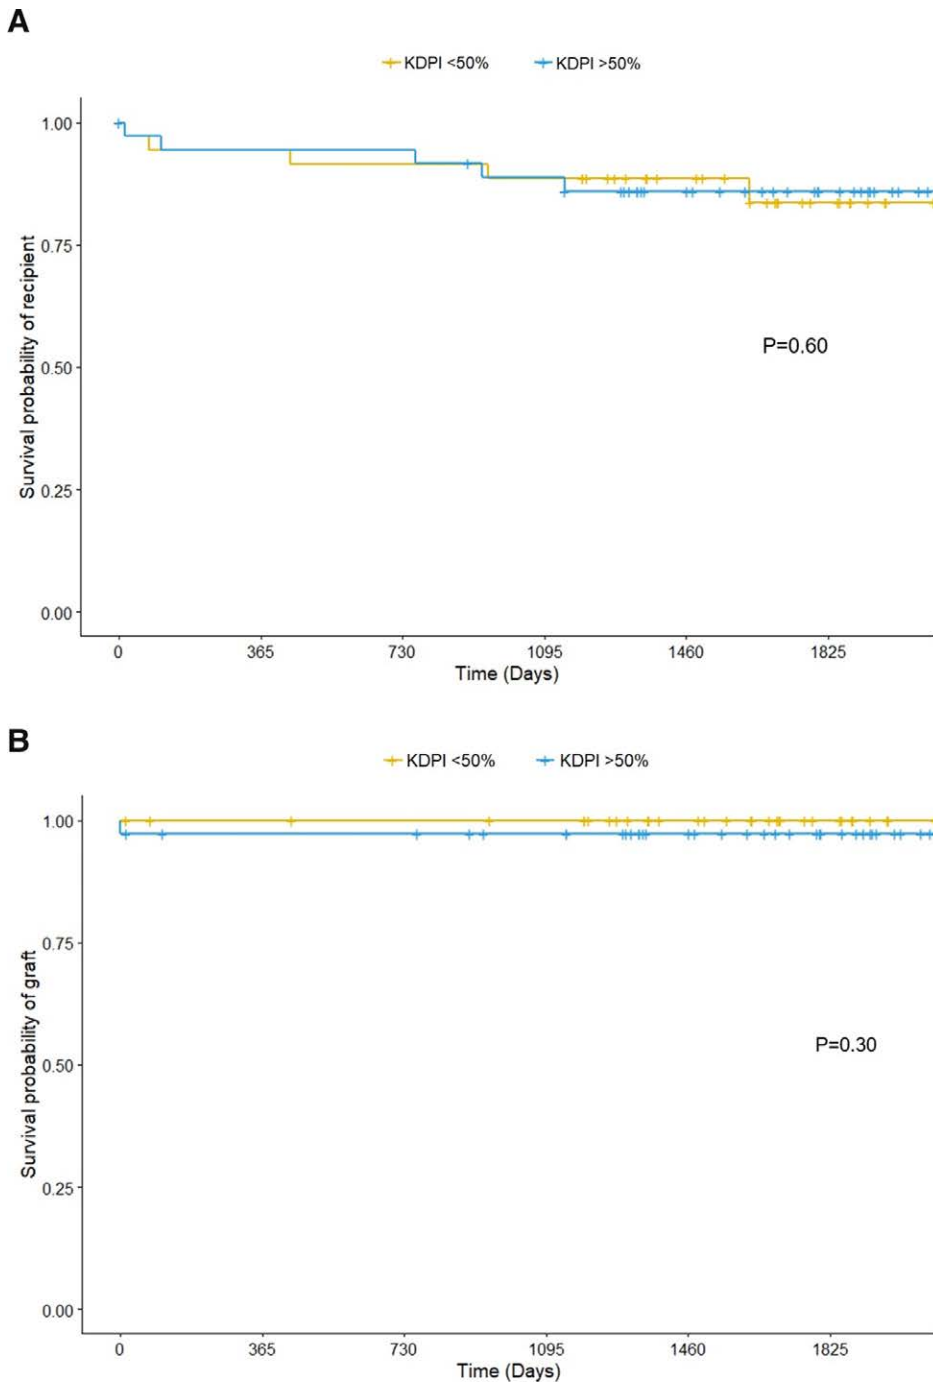 A
KDPI <50% KDPI >50%
Survival probability of recipient
1.00
0.75
0.50
0.25
0.00
P=0.60
0 365 730 1095 1460 1825
Time (Days)
B
KDPI <50% KDPI >50%
Survival probability of graft
1.00
0.75
0.50
0.25
0.00
P=0.30
0 365 730 1095 1460 1825
Time (Days)